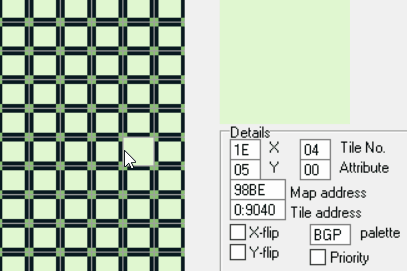 Details
1E X 04 Tile No.
05 Y 00 Attribute
98BE Map address
0:9040 Tile address
X-flip BGP palette
Y-flip Priority